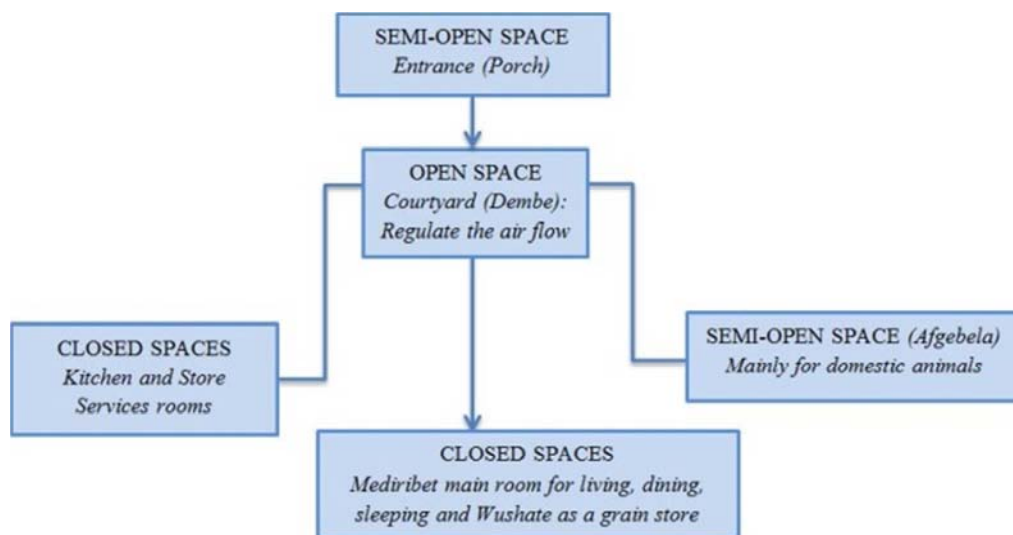 SEMI-OPEN SPACE
Entrance (Porch)
OPEN SPACE
Courtyard (Dembe):
Regulate the air flow
CLOSED SPACES
Kitchen and Store
Services rooms
SEMI-OPEN SPACE (Afgebela)
Mainly for domestic animals
CLOSED SPACES
Mediribet main room for living, dining,
sleeping and Wushate as a grain store